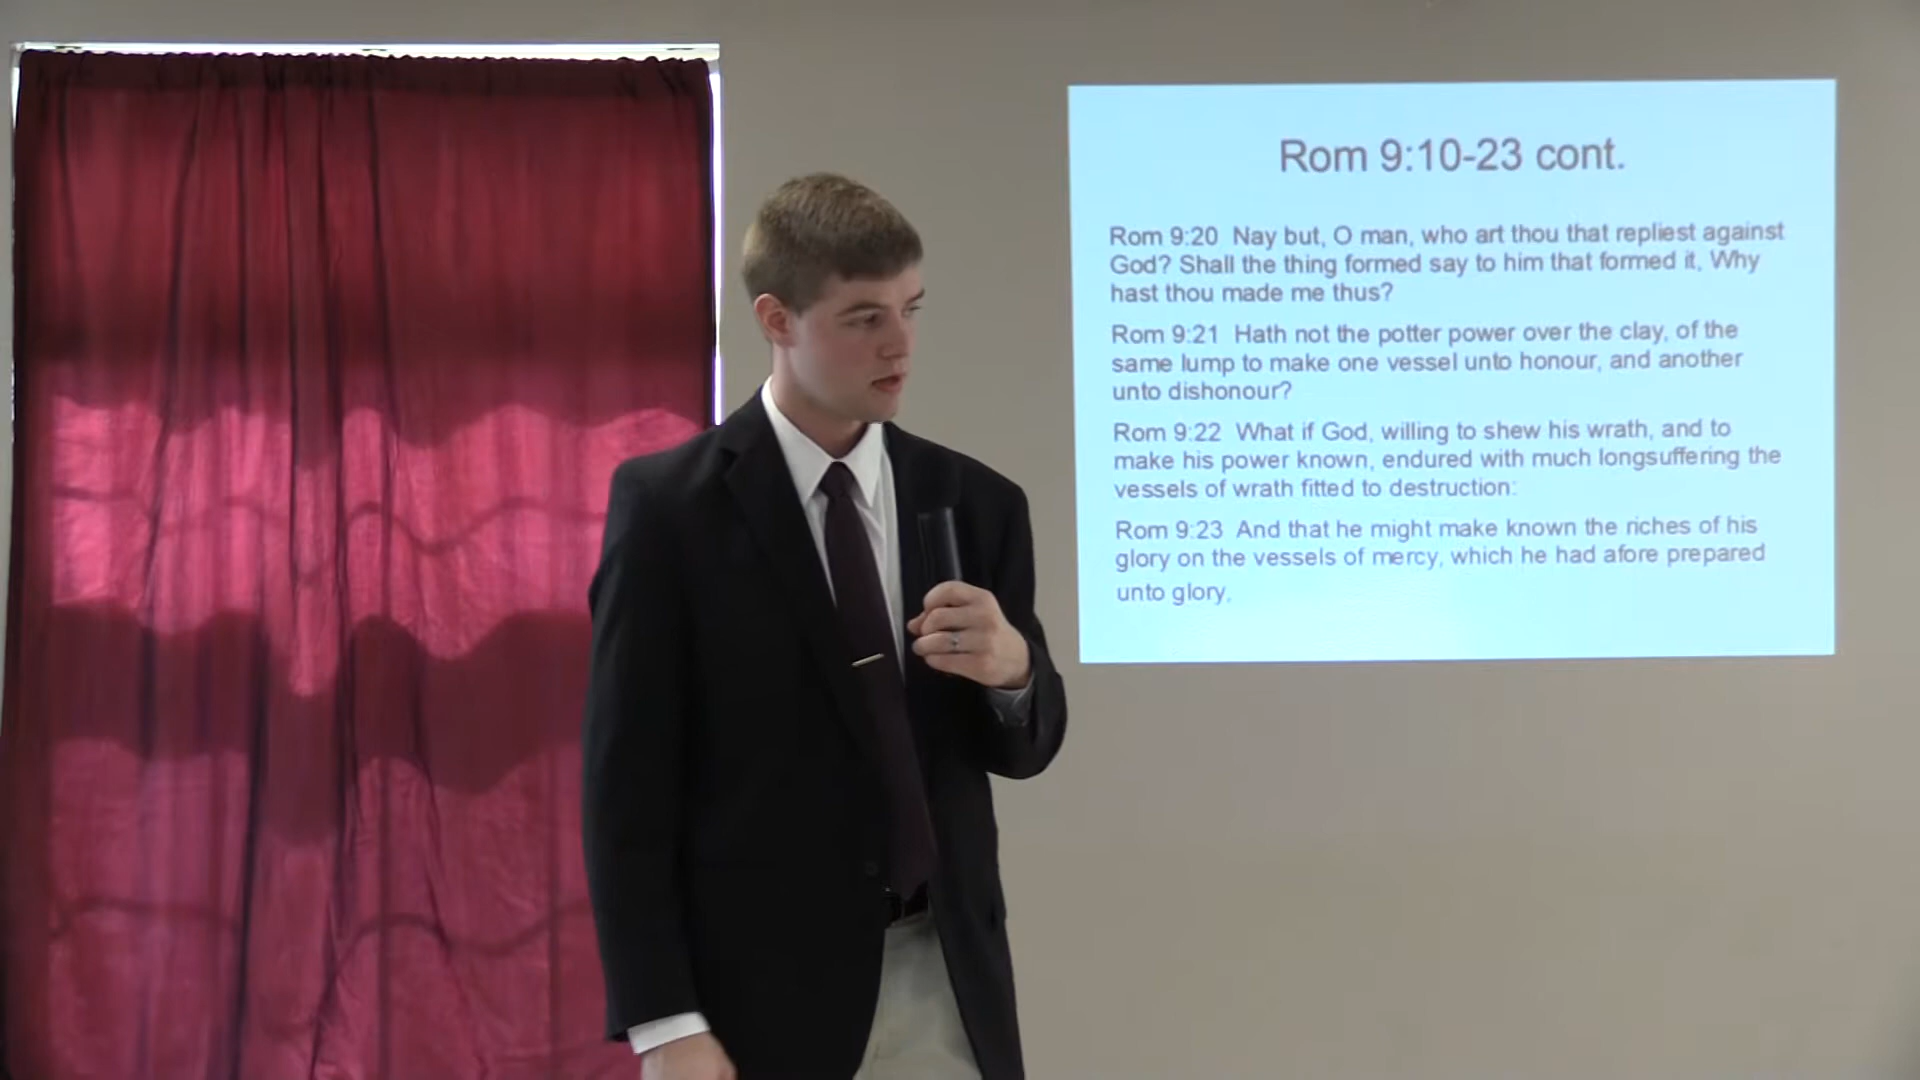 Rom 9:10-23 cont.
Rom 9:20 Nay but, O man, who art thou that repliest against
God? Shall the thing formed say to him that formed it, Why
hast thou made me thus?
Rom 9:21 Hath not the potter power over the clay, of the
same lump to make one vessel unto honour, and another
unto dishonour?
Rom 9:22 What if God, willing to shew his wrath, and to
make his power known, endured with much longsuffering the
vessels of wrath fitted to destruction:
Rom 9:23 And that he might make known the riches of his
glory on the vessels of mercy, which he had afore prepared
unto glory,